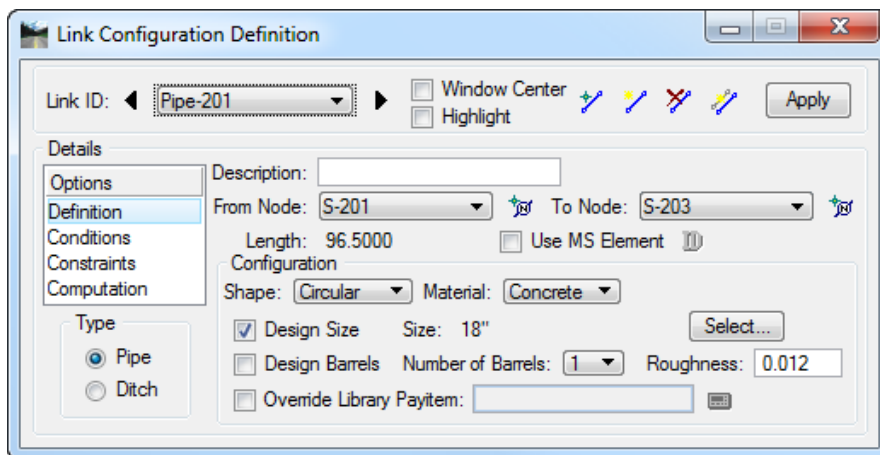 Link Configuration Definition
Link ID: Pipe-201 Window Center Apply
Highlight
Details
Options
Definition
Conditions
Constraints
Computation
Description:
From Node: S-201 To Node: S-203
Length: 96.5000 Use MS Element ID
Configuration
Shape: Circular Material: Concrete
Design Size Size: 18" Select...
Design Barrels Number of Barrels: 1 Roughness: 0.012
Override Library Payitem:
Type
Pipe
Ditch